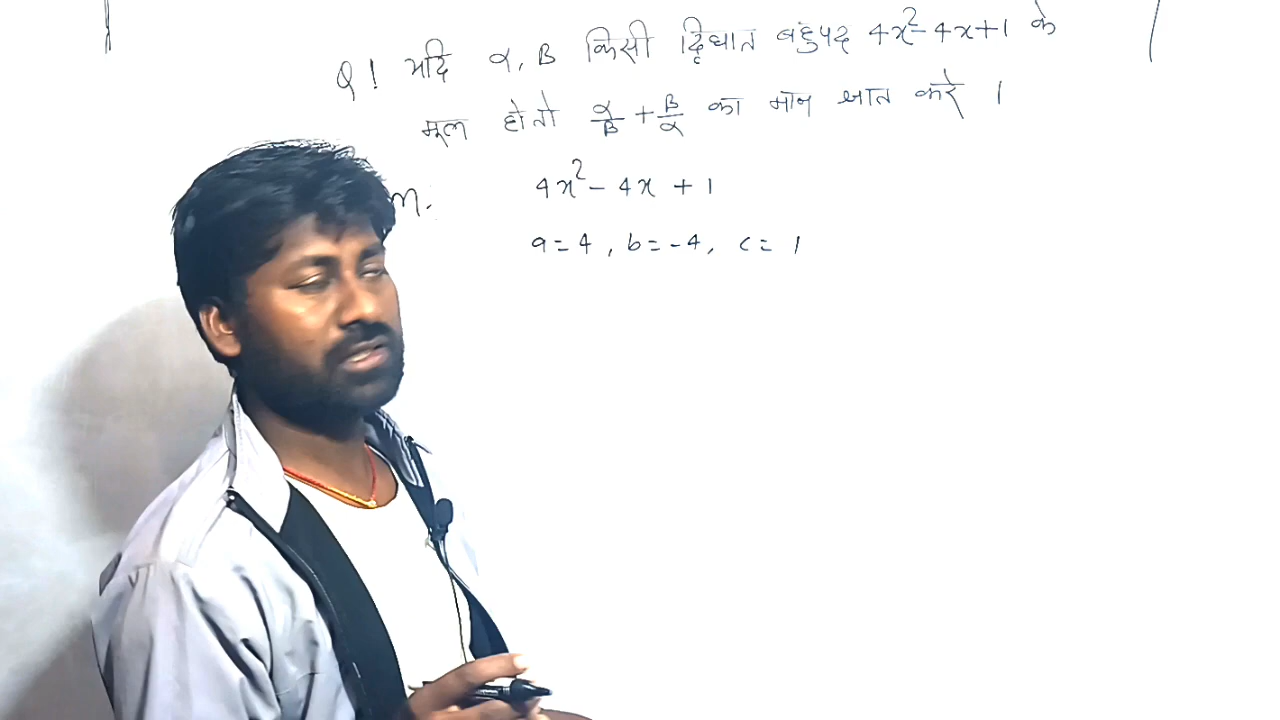 Q! यदि α, β किसी द्विघात बहुपद 4x² - 4x + 1 के
मूल हो तो α/β + β/α का मान ज्ञात करे ।
4x² - 4x + 1
a = 4 , b = -4, c = 1